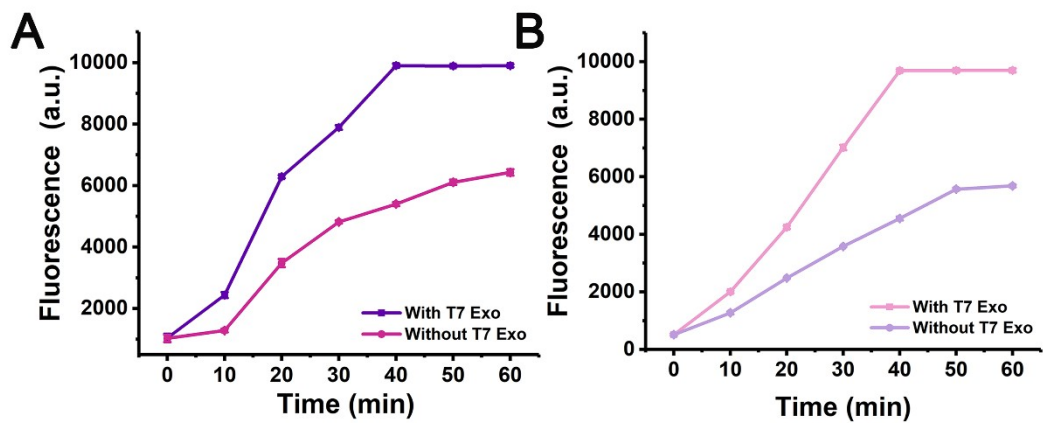 A
Fluorescence (a.u.)
10000
8000
6000
4000
2000
With T7 Exo
Without T7 Exo
0 10 20 30 40 50 60
Time (min)
B
Fluorescence (a.u.)
10000
8000
6000
4000
2000
0
With T7 Exo
Without T7 Exo
0 10 20 30 40 50 60
Time (min)